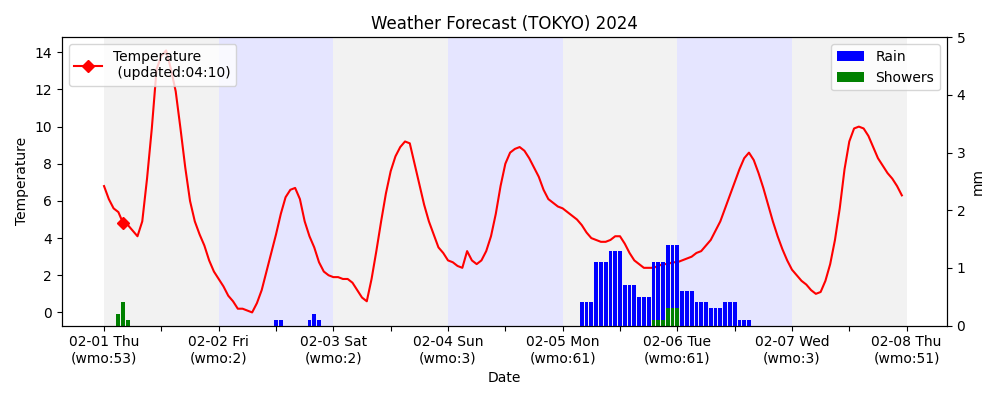 Weather Forecast (TOKYO) 2024
Temperature
(updated:04:10)
Rain
Showers
14
12
10
8
6
4
2
0
Temperature
5
4
3
2
1
0
mm
02-01 Thu
(wmo:53)
02-02 Fri
(wmo:2)
02-03 Sat
(wmo:2)
02-04 Sun
(wmo:3)
02-05 Mon
(wmo:61)
02-06 Tue
(wmo:61)
02-07 Wed
(wmo:3)
02-08 Thu
(wmo:51)
Date